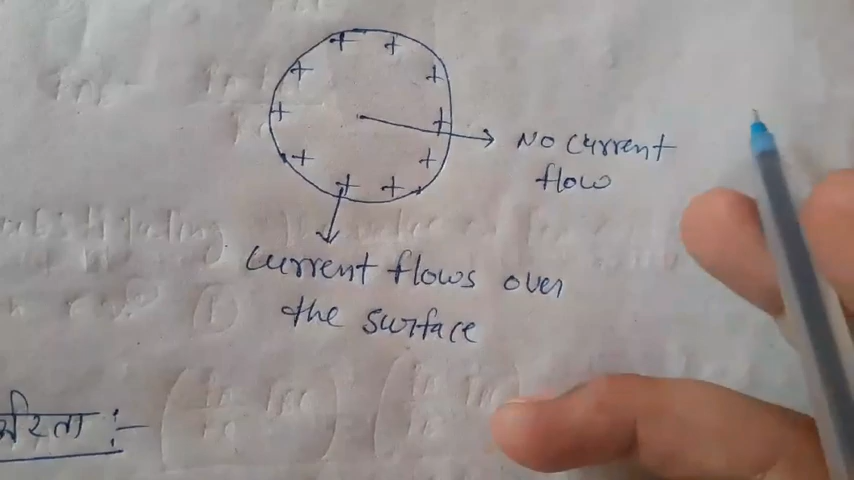 No current
flow
current flows over
the surface